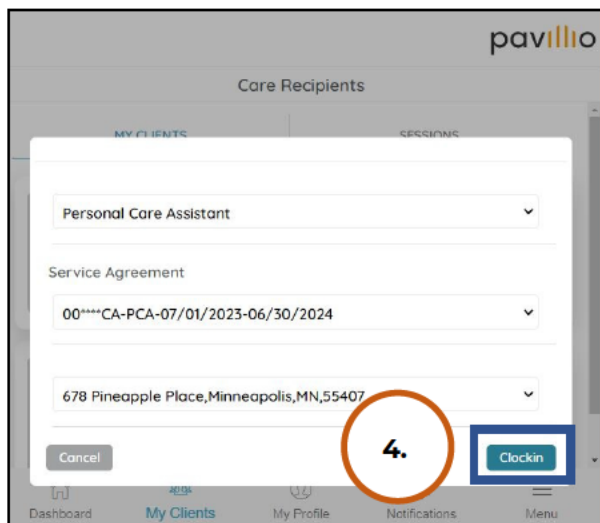 pavillio
Care Recipients
MY CLIENTS SESSIONS
Personal Care Assistant
Service Agreement
00****CA-PCA-07/01/2023-06/30/2024
678 Pineapple Place,Minneapolis,MN,55407
Cancel 4. Clockin
Dashboard My Clients My Profile Notifications Menu